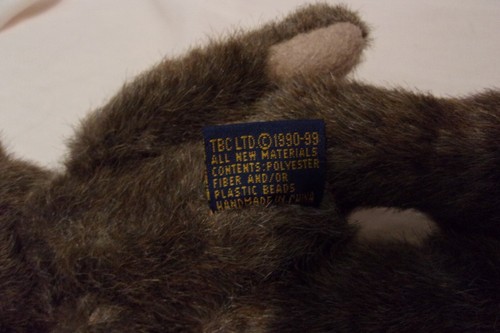 TBC LTD.©1990-99
ALL NEW MATERIALS
CONTENTS:POLYESTER
FIBER AND/OR
PLASTIC BEADS
HANDMADE IN CHINA